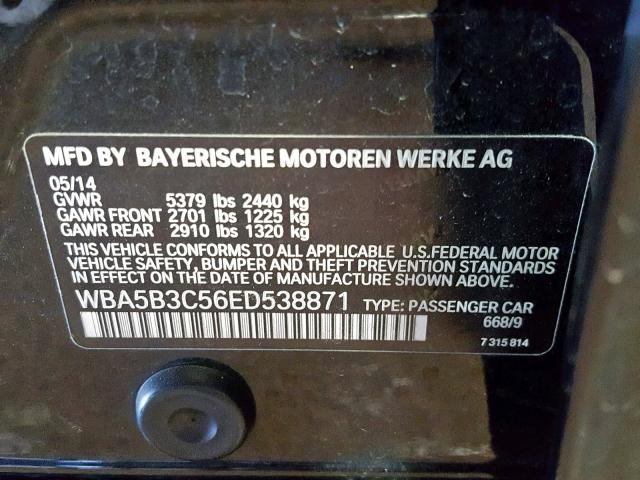 MFD BY BAYERISCHE MOTOREN WERKE AG
05/14
GVWR 5379 lbs 2440 kg
GAWR FRONT 2701 lbs 1225 kg
GAWR REAR 2910 lbs 1320 kg
THIS VEHICLE CONFORMS TO ALL APPLICABLE U.S.FEDERAL MOTOR
VEHICLE SAFETY, BUMPER AND THEFT PREVENTION STANDARDS
IN EFFECT ON THE DATE OF MANUFACTURE SHOWN ABOVE.
WBA5B3C56ED538871 TYPE: PASSENGER CAR
668/9
7 315 814